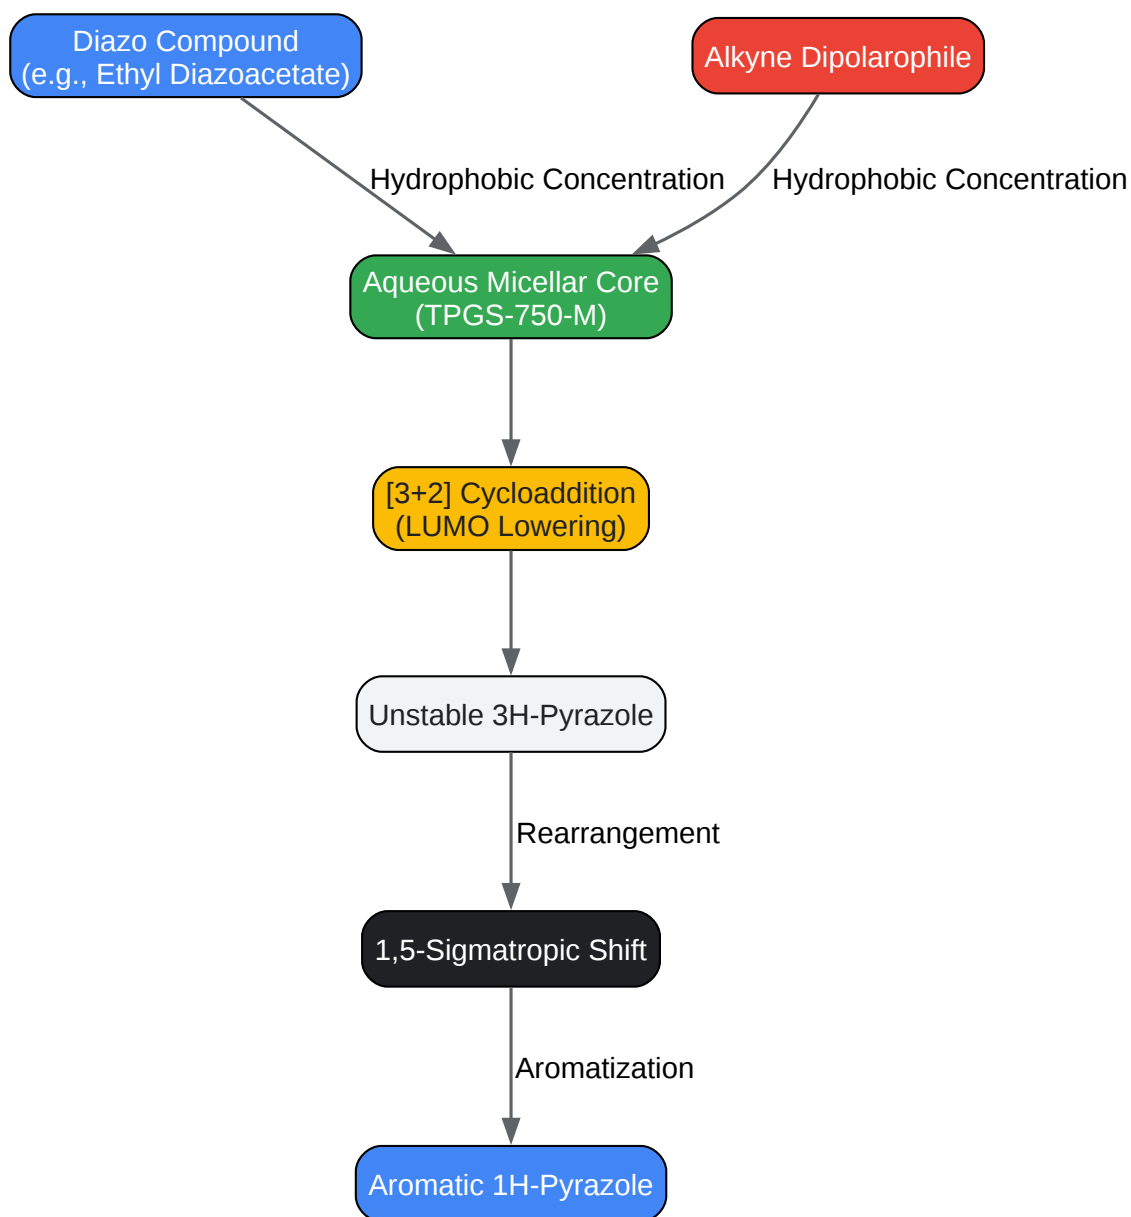 Diazo Compound
(e.g., Ethyl Diazoacetate)
Alkyne Dipolarophile
Hydrophobic Concentration
Hydrophobic Concentration
Aqueous Micellar Core
(TPGS-750-M)
[3+2] Cycloaddition
(LUMO Lowering)
Unstable 3H-Pyrazole
Rearrangement
1,5-Sigmatropic Shift
Aromatization
Aromatic 1H-Pyrazole